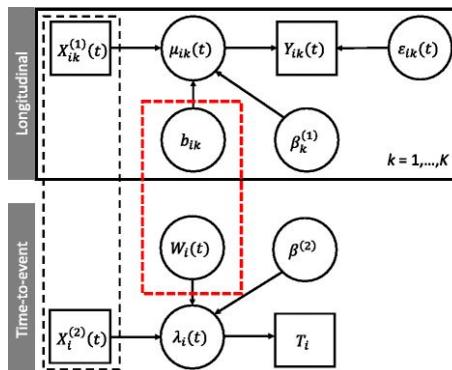 Longitudinal
X_{ik}^{(1)}(t)
μ_{ik}(t)
Y_{ik}(t)
ε_{ik}(t)
b_{ik}
β_k^{(1)}
k = 1,...,K
Time-to-event
W_i(t)
β^{(2)}
X_i^{(2)}(t)
λ_i(t)
T_i